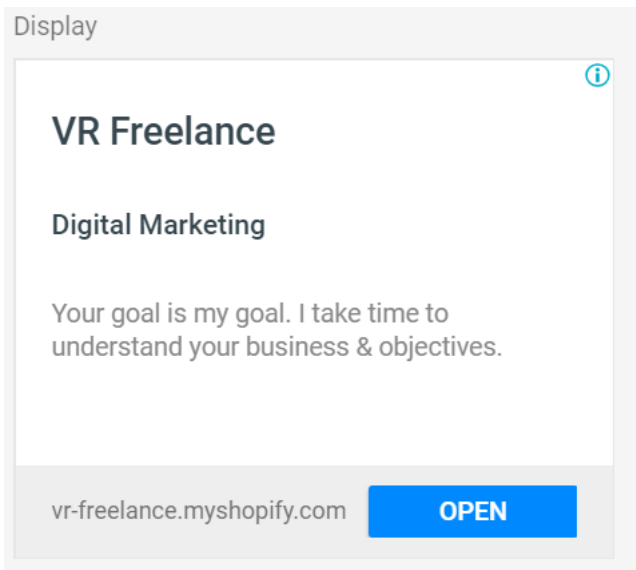 Display
VR Freelance
Digital Marketing
Your goal is my goal. I take time to
understand your business & objectives.
vr-freelance.myshopify.com
OPEN